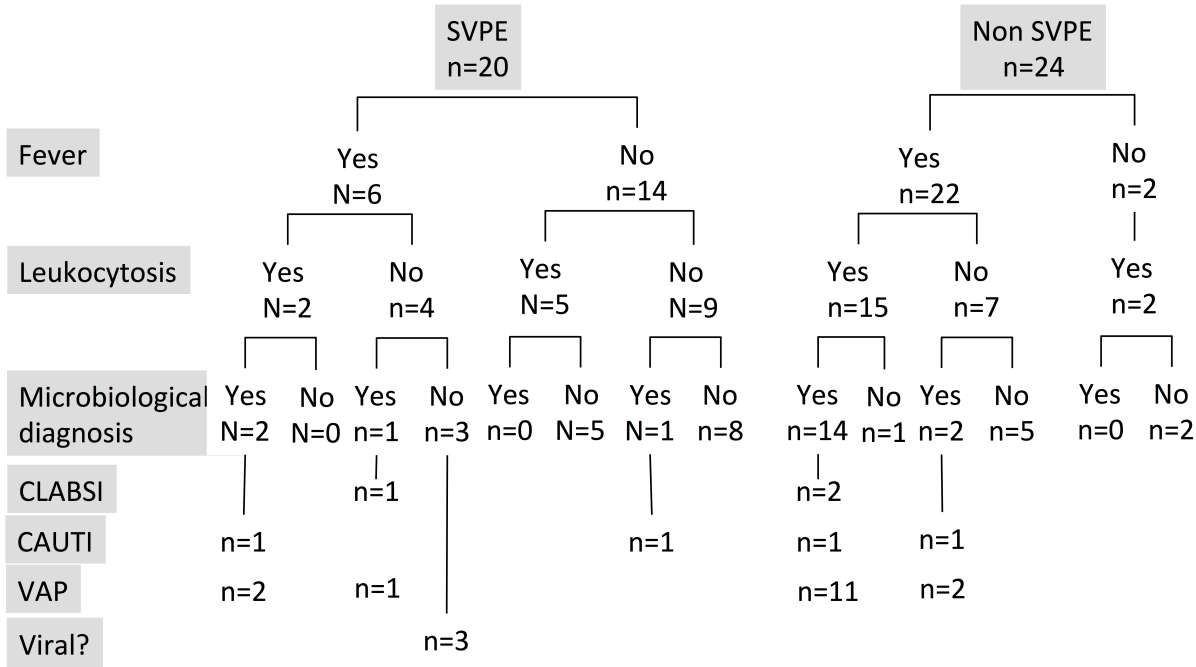 SVPE
n=20
Non SVPE
n=24
Fever
Yes
N=6
No
n=14
Yes
n=22
No
n=2
Leukocytosis
Yes
N=2
No
n=4
Yes
N=5
No
N=9
Yes
n=15
No
n=7
Yes
n=2
Microbiological
diagnosis
Yes
N=2
No
N=0
Yes
n=1
No
n=3
Yes
n=0
No
N=5
Yes
N=1
No
n=8
Yes
n=14
No
n=1
Yes
n=2
No
n=5
Yes
n=0
No
n=2
CLABSI
n=1
n=2
CAUTI
n=1
n=1
n=1
n=1
VAP
n=2
n=1
n=11
n=2
Viral?
n=3